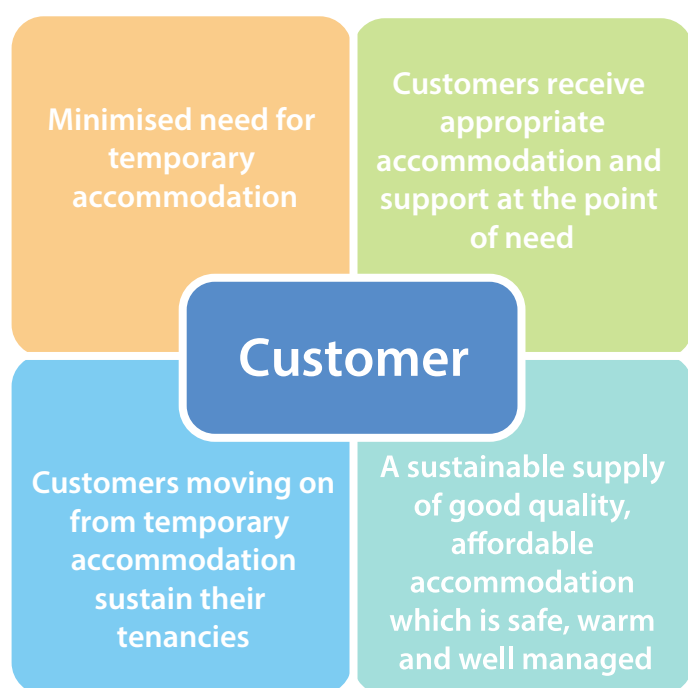 Minimised need for
temporary
accommodation
Customers receive
appropriate
accommodation and
support at the point
of need
Customer
Customers moving on
from temporary
accommodation
sustain their
tenancies
A sustainable supply
of good quality,
affordable
accommodation
which is safe, warm
and well managed